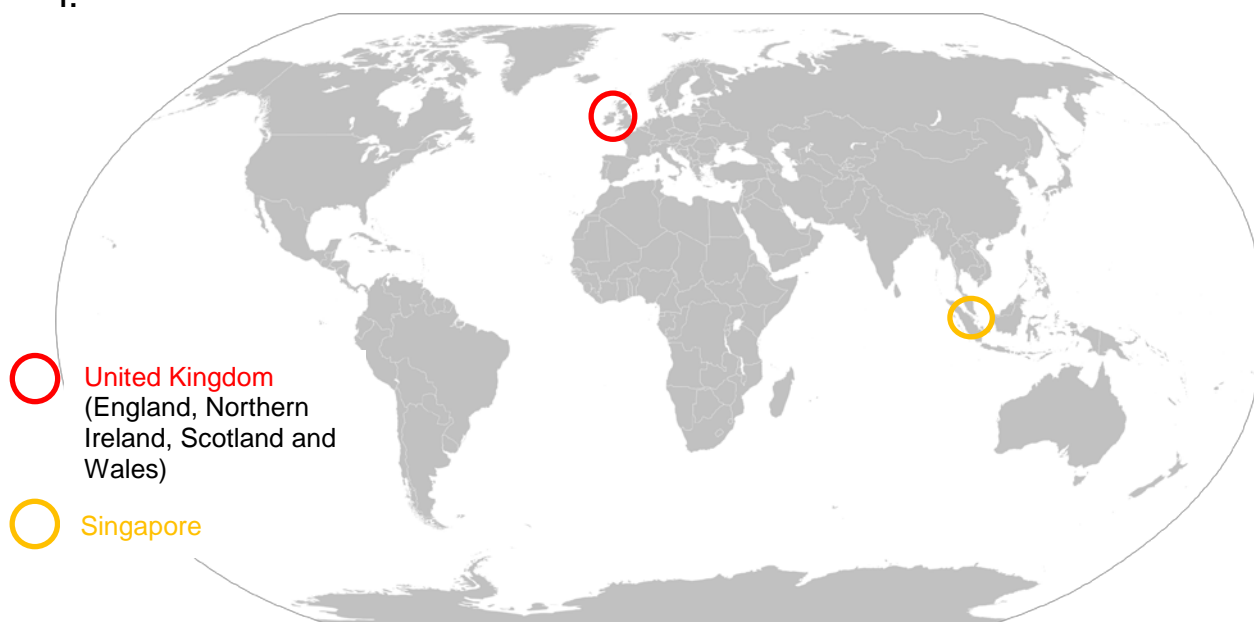 United Kingdom
(England, Northern
Ireland, Scotland and
Wales)
Singapore